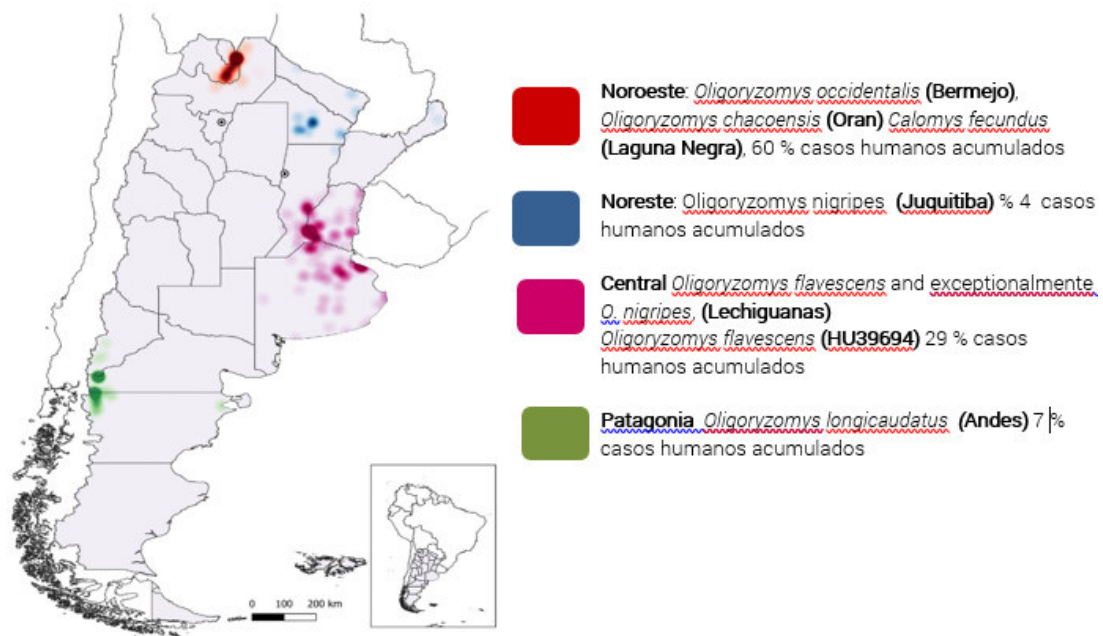 Noroeste: Oligoryzomys occidentalis (Bermejo),
Oligoryzomys chacoensis (Oran) Calomys fecundus
(Laguna Negra), 60 % casos humanos acumulados
Noreste: Oligoryzomys nigripes (Juquitiba) % 4 casos
humanos acumulados
Central Oligoryzomys flavescens and exceptionalmente
O. nigripes, (Lechiguanas)
Oligoryzomys flavescens (HU39694) 29 % casos
humanos acumulados
Patagonia Oligoryzomys longicaudatus (Andes) 7 %
casos humanos acumulados
0 100 200 km